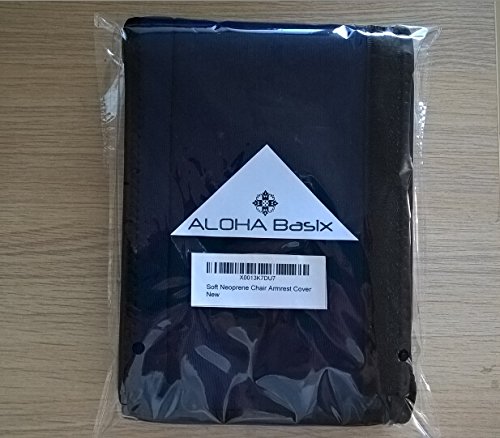 ALOHA Basix
X0013K7DU7
Soft Neoprene Chair Armrest Cover
New